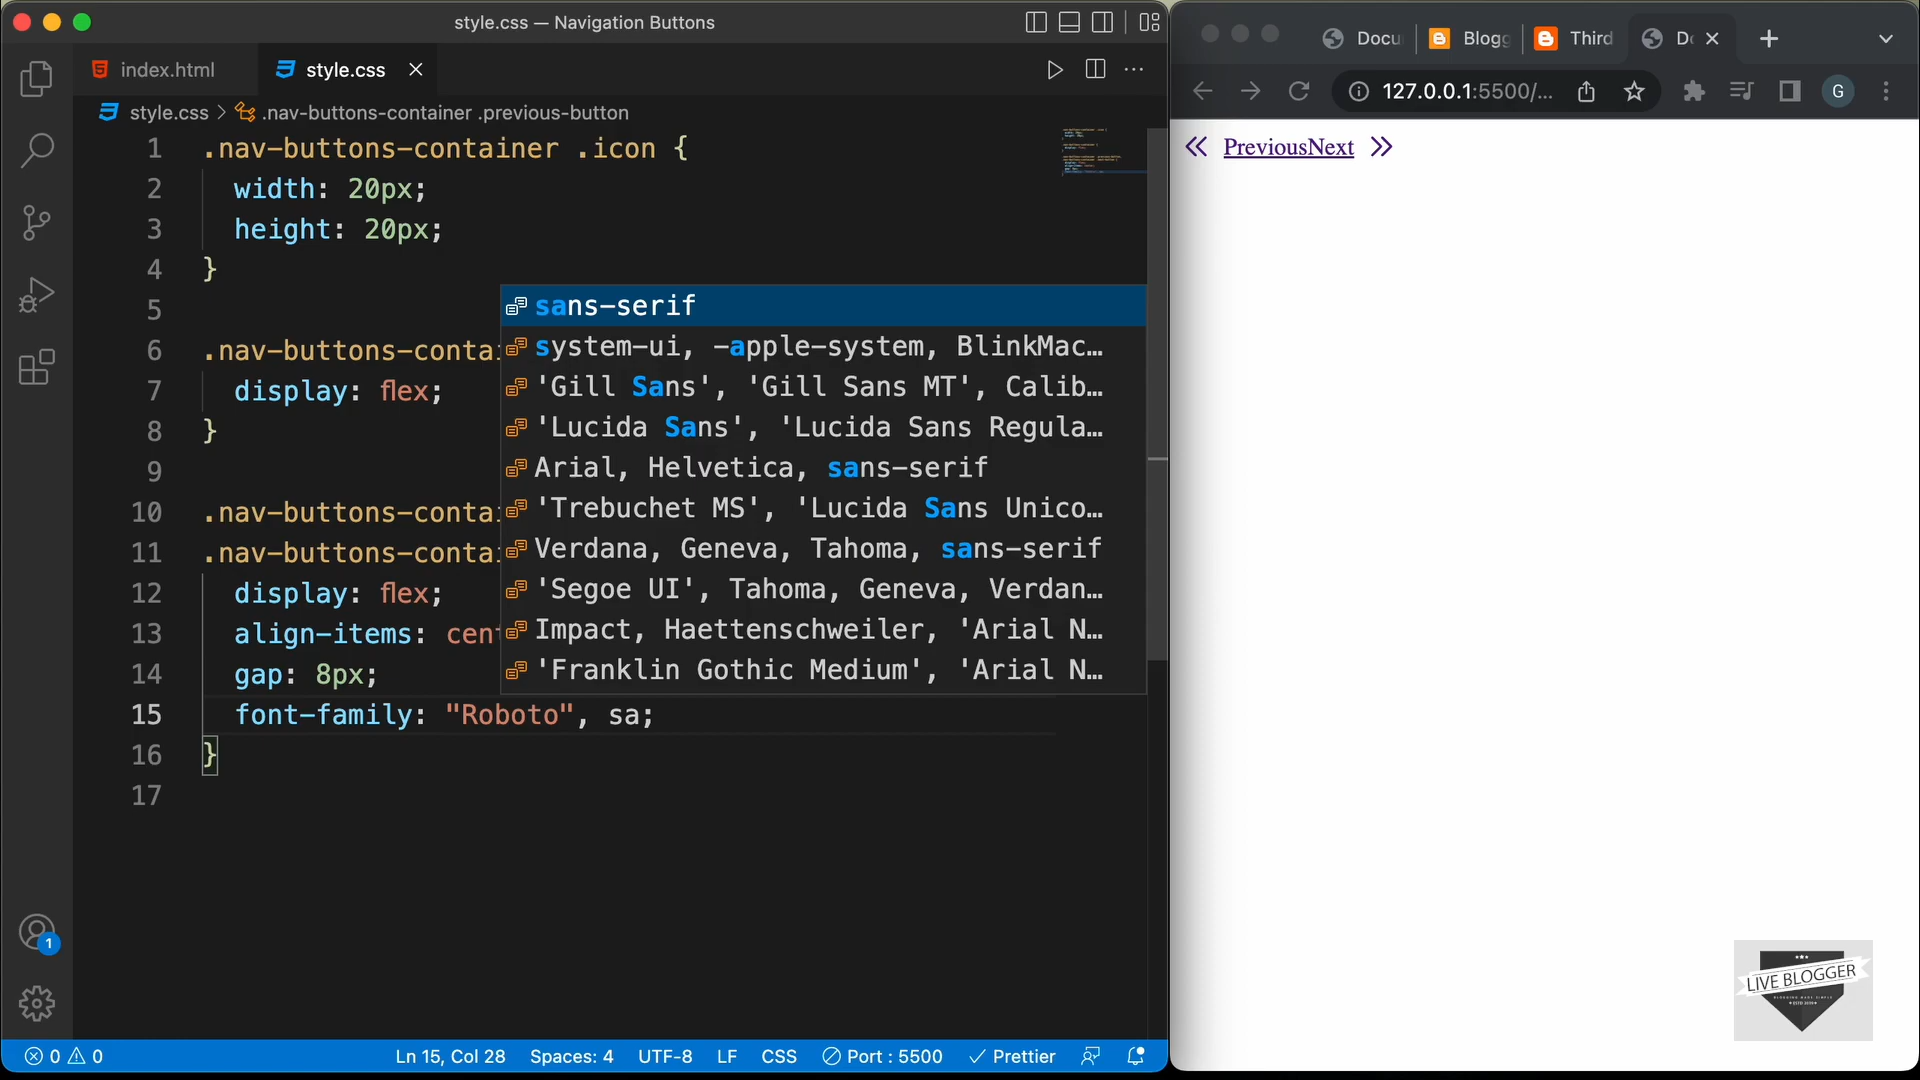 style.css — Navigation Buttons
index.html
style.css
style.css > .nav-buttons-container .previous-button
1 .nav-buttons-container .icon {
2 width: 20px;
3 height: 20px;
4 }
5
6 .nav-buttons-contai
7 display: flex;
8 }
9
10 .nav-buttons-contai
11 .nav-buttons-contai
12 display: flex;
13 align-items: cent
14 gap: 8px;
15 font-family: "Roboto", sa;
16 }
17
sans-serif
system-ui, -apple-system, BlinkMac…
'Gill Sans', 'Gill Sans MT', Calib…
'Lucida Sans', 'Lucida Sans Regula…
Arial, Helvetica, sans-serif
'Trebuchet MS', 'Lucida Sans Unico…
Verdana, Geneva, Tahoma, sans-serif
'Segoe UI', Tahoma, Geneva, Verdan…
Impact, Haettenschweiler, 'Arial N…
'Franklin Gothic Medium', 'Arial N…
1
0 0
Ln 15, Col 28 Spaces: 4 UTF-8 LF CSS Port : 5500 Prettier
Docu Blogg Third Do
127.0.0.1:5500/... G
PreviousNext
LIVE BLOGGER